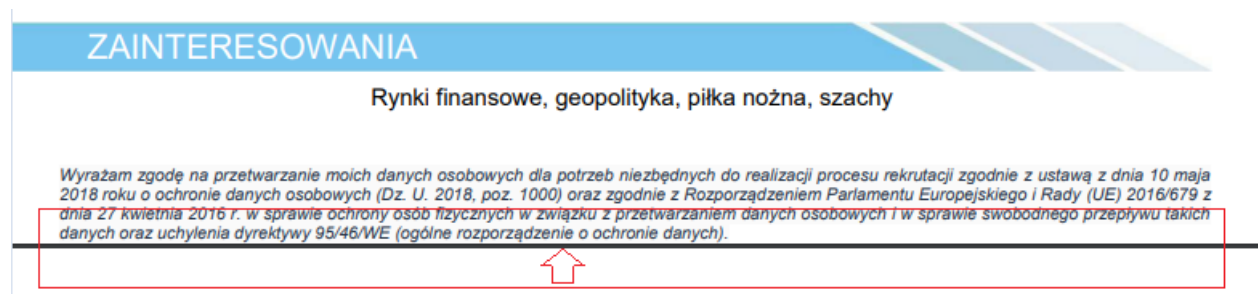 ZAINTERESOWANIA
Rynki finansowe, geopolityka, piłka nożna, szachy
Wyrażam zgodę na przetwarzanie moich danych osobowych dla potrzeb niezbędnych do realizacji procesu rekrutacji zgodnie z ustawą z dnia 10 maja
2018 roku o ochronie danych osobowych (Dz. U. 2018, poz. 1000) oraz zgodnie z Rozporządzeniem Parlamentu Europejskiego i Rady (UE) 2016/679 z
dnia 27 kwietnia 2016 r. w sprawie ochrony osób fizycznych w związku z przetwarzaniem danych osobowych i w sprawie swobodnego przepływu takich
danych oraz uchylenia dyrektywy 95/46/WE (ogólne rozporządzenie o ochronie danych).